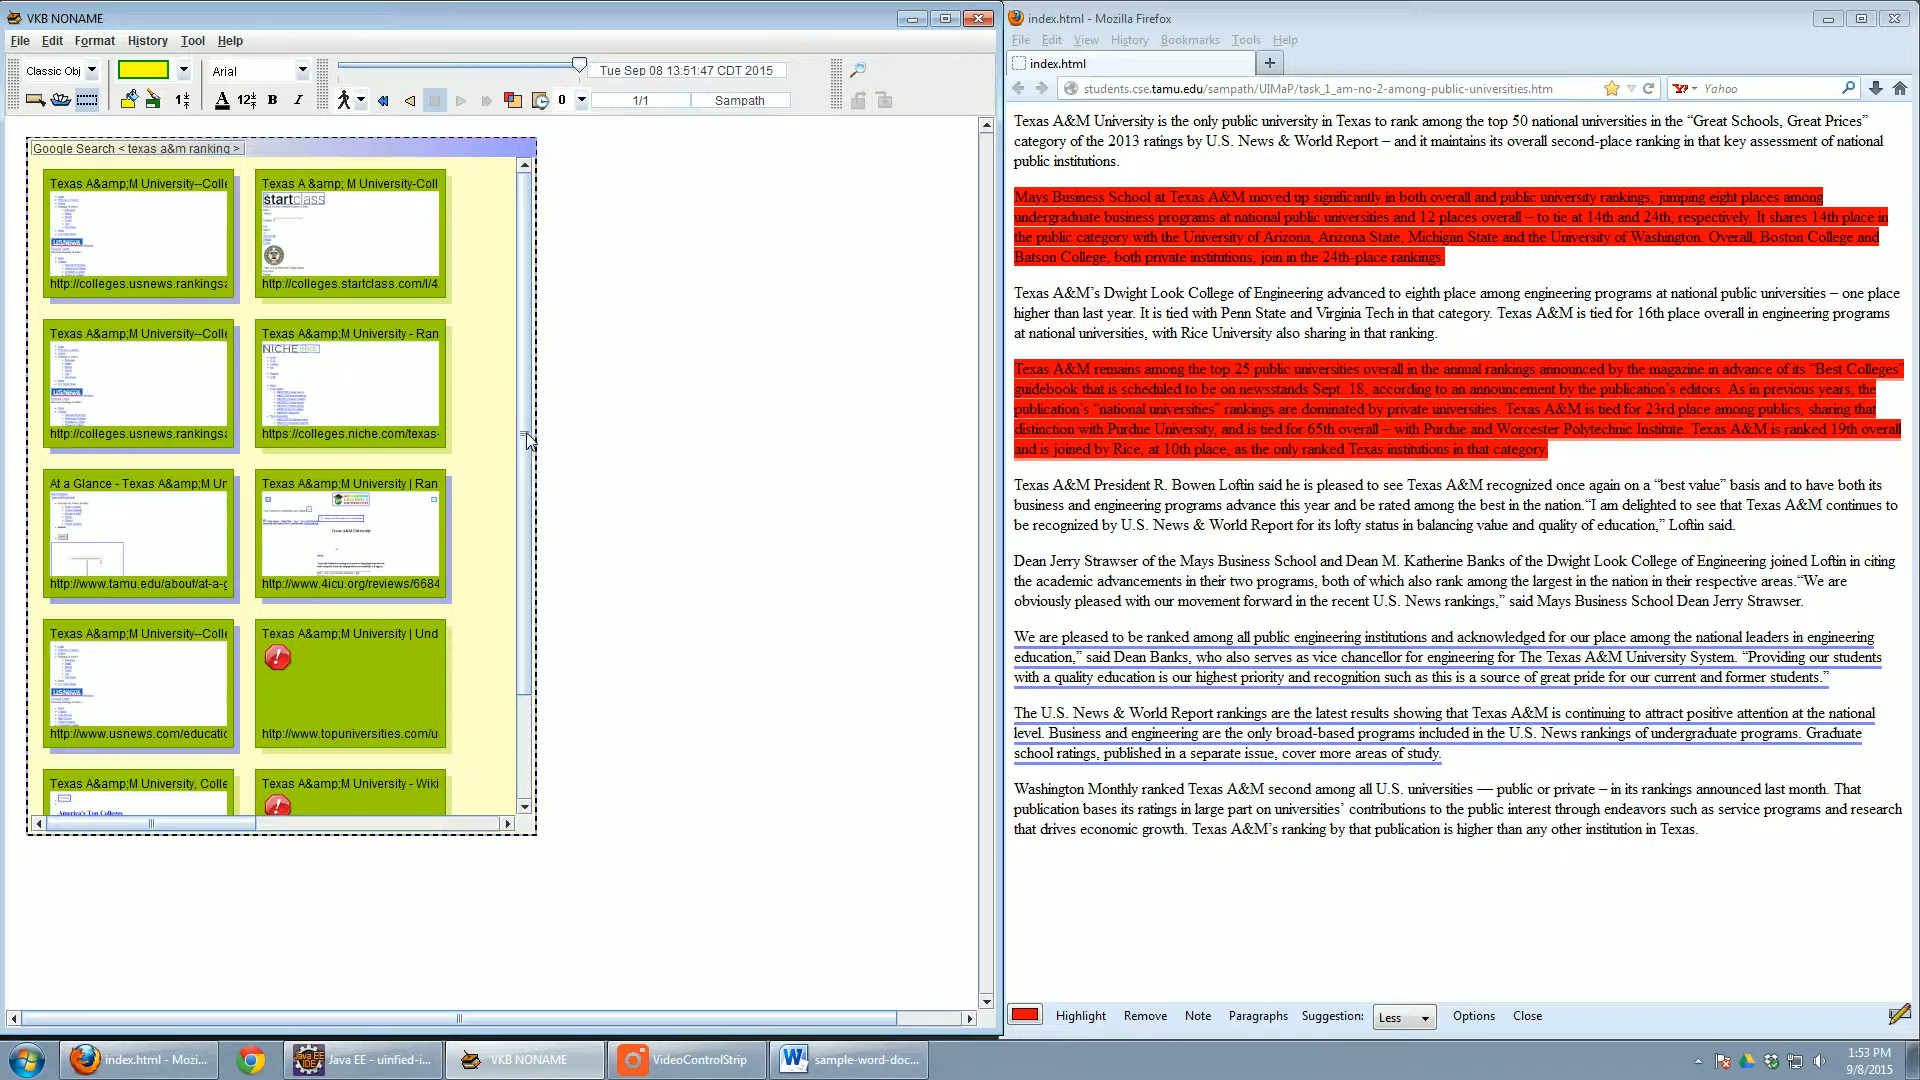 VKB NONAME
File Edit Format History Tool Help
Classic Obj
Arial
Tue Sep 08 13:51:47 CDT 2015
12
A B I
0
1/1
Sampath
Google Search < texas a&m ranking >
Texas A&amp;M University--Colle
Texas A &amp; M University-Coll
startclass
USNews
http://colleges.usnews.rankingsa
http://colleges.startclass.com/l/4
Texas A&amp;M University--Colle
Texas A&amp;M University - Ran
NICHE
USNews
http://colleges.usnews.rankingsa
https://colleges.niche.com/texas-
At a Glance - Texas A&amp;M Un
Texas A&amp;M University | Ran
Texas A&M University
http://www.tamu.edu/about/at-a-g
http://www.4icu.org/reviews/6684
Texas A&amp;M University--Colle
Texas A&amp;M University | Und
USNews
http://www.usnews.com/educatio
http://www.topuniversities.com/u
Texas A&amp;M University, Colle
Texas A&amp;M University - Wiki
America's Top Colleges
index.html - Mozilla Firefox
File Edit View History Bookmarks Tools Help
index.html
students.cse.tamu.edu/sampath/UIMaP/task_1_am-no-2-among-public-universities.htm
Yahoo
Texas A&M University is the only public university in Texas to rank among the top 50 national universities in the “Great Schools, Great Prices”
category of the 2013 ratings by U.S. News & World Report – and it maintains its overall second-place ranking in that key assessment of national
public institutions.
Mays Business School at Texas A&M moved up significantly in both overall and public university rankings, jumping eight places among
undergraduate business programs at national public universities and 12 places overall – to tie at 14th and 24th, respectively. It shares 14th place in
the public category with the University of Arizona, Arizona State, Michigan State and the University of Washington. Overall, Boston College and
Batson College, both private institutions, join in the 24th-place rankings.
Texas A&M’s Dwight Look College of Engineering advanced to eighth place among engineering programs at national public universities – one place
higher than last year. It is tied with Penn State and Virginia Tech in that category. Texas A&M is tied for 16th place overall in engineering programs
at national universities, with Rice University also sharing in that ranking.
Texas A&M remains among the top 25 public universities overall in the annual rankings announced by the magazine in advance of its “Best Colleges”
guidebook that is scheduled to be on newsstands Sept. 18, according to an announcement by the publication’s editors. As in previous years, the
publication’s “national universities” rankings are dominated by private universities. Texas A&M is tied for 23rd place among publics, sharing that
distinction with Purdue University, and is tied for 65th overall – with Purdue and Worcester Polytechnic Institute. Texas A&M is ranked 19th overall
and is joined by Rice, at 10th place, as the only ranked Texas institutions in that category.
Texas A&M President R. Bowen Loftin said he is pleased to see Texas A&M recognized once again on a “best value” basis and to have both its
business and engineering programs advance this year and be rated among the best in the nation.“I am delighted to see that Texas A&M continues to
be recognized by U.S. News & World Report for its lofty status in balancing value and quality of education,” Loftin said.
Dean Jerry Strawser of the Mays Business School and Dean M. Katherine Banks of the Dwight Look College of Engineering joined Loftin in citing
the academic advancements in their two programs, both of which also rank among the largest in the nation in their respective areas.“We are
obviously pleased with our movement forward in the recent U.S. News rankings,” said Mays Business School Dean Jerry Strawser.
We are pleased to be ranked among all public engineering institutions and acknowledged for our place among the national leaders in engineering
education,” said Dean Banks, who also serves as vice chancellor for engineering for The Texas A&M University System. “Providing our students
with a quality education is our highest priority and recognition such as this is a source of great pride for our current and former students.”
The U.S. News & World Report rankings are the latest results showing that Texas A&M is continuing to attract positive attention at the national
level. Business and engineering are the only broad-based programs included in the U.S. News rankings of undergraduate programs. Graduate
school ratings, published in a separate issue, cover more areas of study.
Washington Monthly ranked Texas A&M second among all U.S. universities — public or private – in its rankings announced last month. That
publication bases its ratings in large part on universities’ contributions to the public interest through endeavors such as service programs and research
that drives economic growth. Texas A&M’s ranking by that publication is higher than any other institution in Texas.
Highlight Remove Note Paragraphs Suggestion: Less Options Close
index.html - Mozi...
Java EE - uinfied-i...
VKB NONAME
VideoControlStrip
sample-word-doc...
1:53 PM
9/8/2015